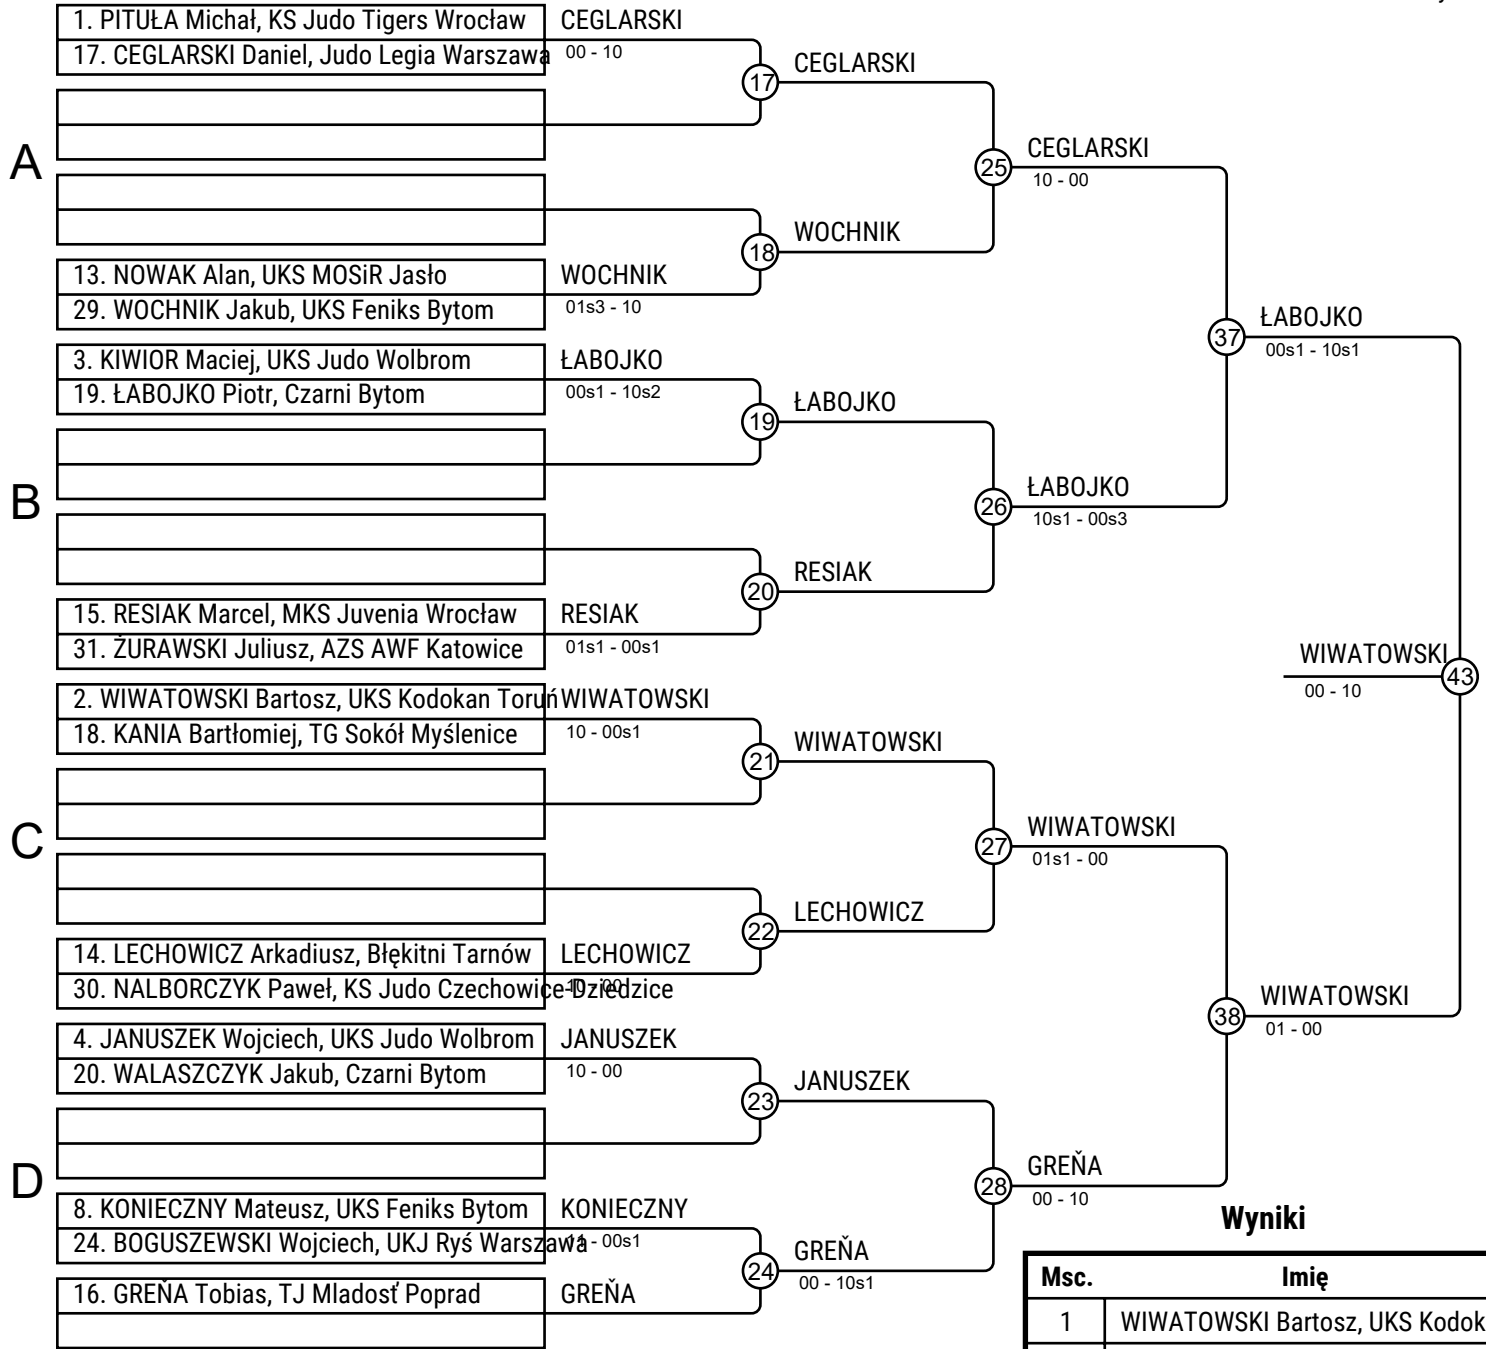 1. PITUŁA Michał, KS Judo Tigers Wrocław
CEGLARSKI
17. CEGLARSKI Daniel, Judo Legia Warszawa
00 - 10
17
CEGLARSKI
A
25
CEGLARSKI
10 - 00
18
WOCHNIK
13. NOWAK Alan, UKS MOSiR Jasło
WOCHNIK
29. WOCHNIK Jakub, UKS Feniks Bytom
01s3 - 10
37
ŁABOJKO
00s1 - 10s1
3. KIWIOR Maciej, UKS Judo Wolbrom
ŁABOJKO
19. ŁABOJKO Piotr, Czarni Bytom
00s1 - 10s2
19
ŁABOJKO
B
26
ŁABOJKO
10s1 - 00s3
20
RESIAK
15. RESIAK Marcel, MKS Juvenia Wrocław
RESIAK
31. ŻURAWSKI Juliusz, AZS AWF Katowice
01s1 - 00s1
WIWATOWSKI
43
00 - 10
2. WIWATOWSKI Bartosz, UKS Kodokan Toruń
WIWATOWSKI
18. KANIA Bartłomiej, TG Sokół Myślenice
10 - 00s1
21
WIWATOWSKI
C
27
WIWATOWSKI
01s1 - 00
22
LECHOWICZ
14. LECHOWICZ Arkadiusz, Błękitni Tarnów
LECHOWICZ
30. NALBORCZYK Paweł, KS Judo Czechowice-Dziedzice
10 - 00
38
WIWATOWSKI
01 - 00
4. JANUSZEK Wojciech, UKS Judo Wolbrom
JANUSZEK
20. WALASZCZYK Jakub, Czarni Bytom
10 - 00
23
JANUSZEK
D
28
GREŇA
00 - 10
8. KONIECZNY Mateusz, UKS Feniks Bytom
KONIECZNY
24. BOGUSZEWSKI Wojciech, UKJ Ryś Warszawa
11 - 00s1
24
GREŇA
00 - 10s1
16. GREŇA Tobias, TJ Mladosť Poprad
GREŇA
Wyniki
Msc.
Imię
1
WIWATOWSKI Bartosz, UKS Kodok